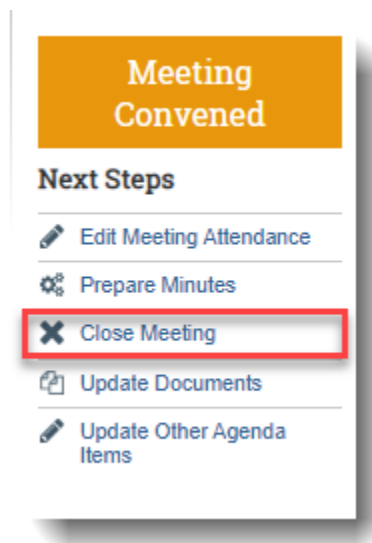 Meeting
Convened
Next Steps
Edit Meeting Attendance
Prepare Minutes
Close Meeting
Update Documents
Update Other Agenda
Items